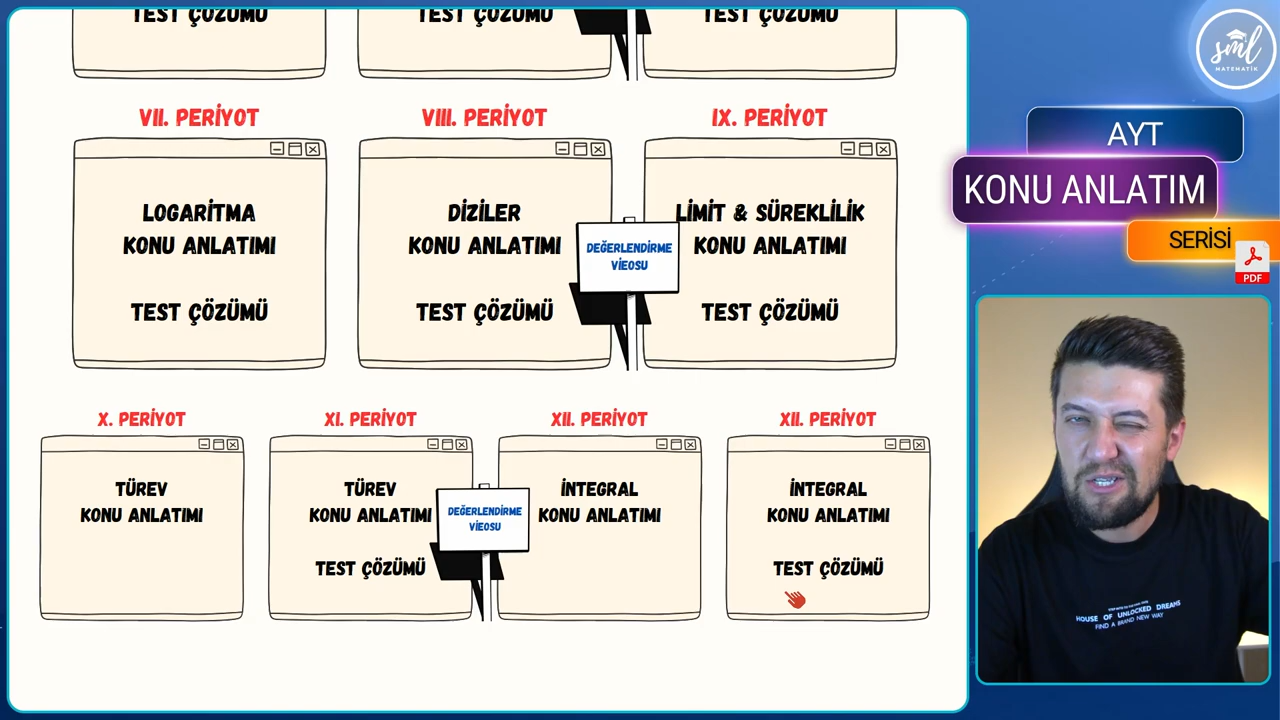 TEST ÇÖZÜMÜ
TEST ÇÖZÜMÜ
TEST ÇÖZÜMÜ
VII. PERİYOT
LOGARİTMA
KONU ANLATIMI
TEST ÇÖZÜMÜ
VIII. PERİYOT
DİZİLER
KONU ANLATIMI
TEST ÇÖZÜMÜ
DEĞERLENDİRME
VİEOSU
IX. PERİYOT
LİMİT & SÜREKLİLİK
KONU ANLATIMI
TEST ÇÖZÜMÜ
X. PERİYOT
TÜREV
KONU ANLATIMI
XI. PERİYOT
TÜREV
KONU ANLATIMI
TEST ÇÖZÜMÜ
DEĞERLENDİRME
VİEOSU
XII. PERİYOT
İNTEGRAL
KONU ANLATIMI
XII. PERİYOT
İNTEGRAL
KONU ANLATIMI
TEST ÇÖZÜMÜ
sml
MATEMATİK
AYT
KONU ANLATIM
SERİSİ
PDF
HOUSE OF UNLOCKED DREAMS
FIND A BRAND NEW WAY